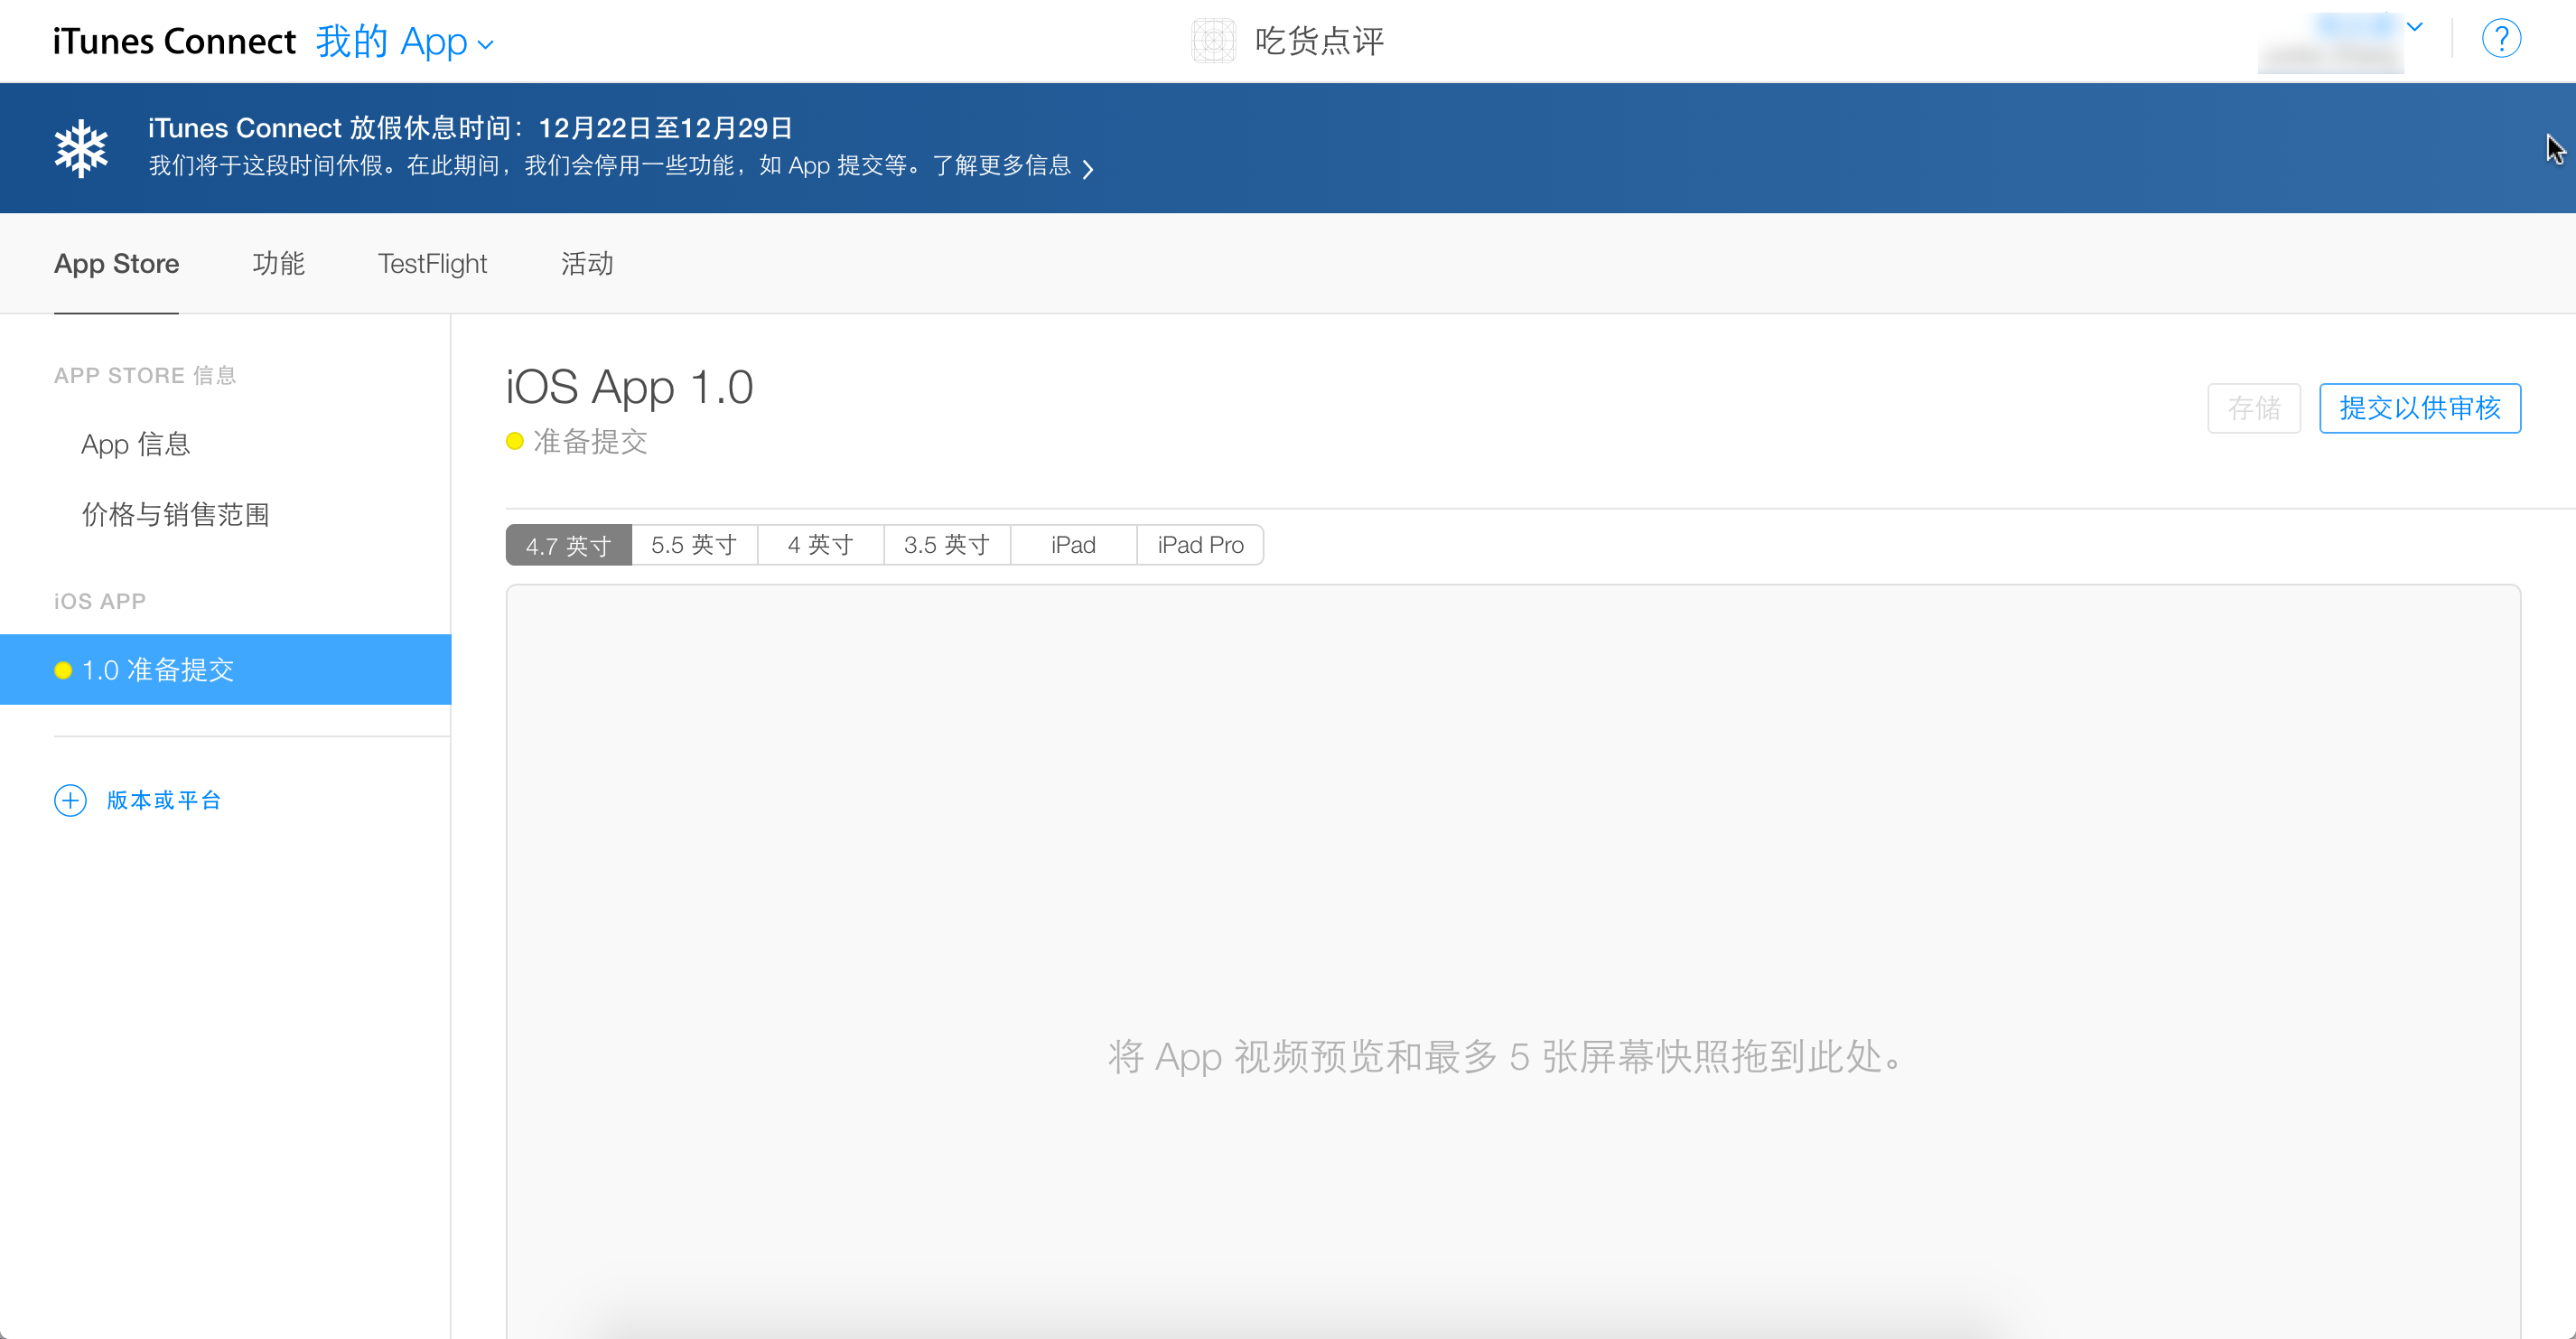 iTunes Connect 我的 App
吃货点评
?
iTunes Connect 放假休息时间：12月22日至12月29日
我们将于这段时间休假。在此期间，我们会停用一些功能，如 App 提交等。了解更多信息
App Store 功能 TestFlight 活动
APP STORE 信息
App 信息
价格与销售范围
iOS APP
1.0 准备提交
版本或平台
iOS App 1.0
准备提交
存储 提交以供审核
4.7 英寸 5.5 英寸 4 英寸 3.5 英寸 iPad iPad Pro
将 App 视频预览和最多 5 张屏幕快照拖到此处。